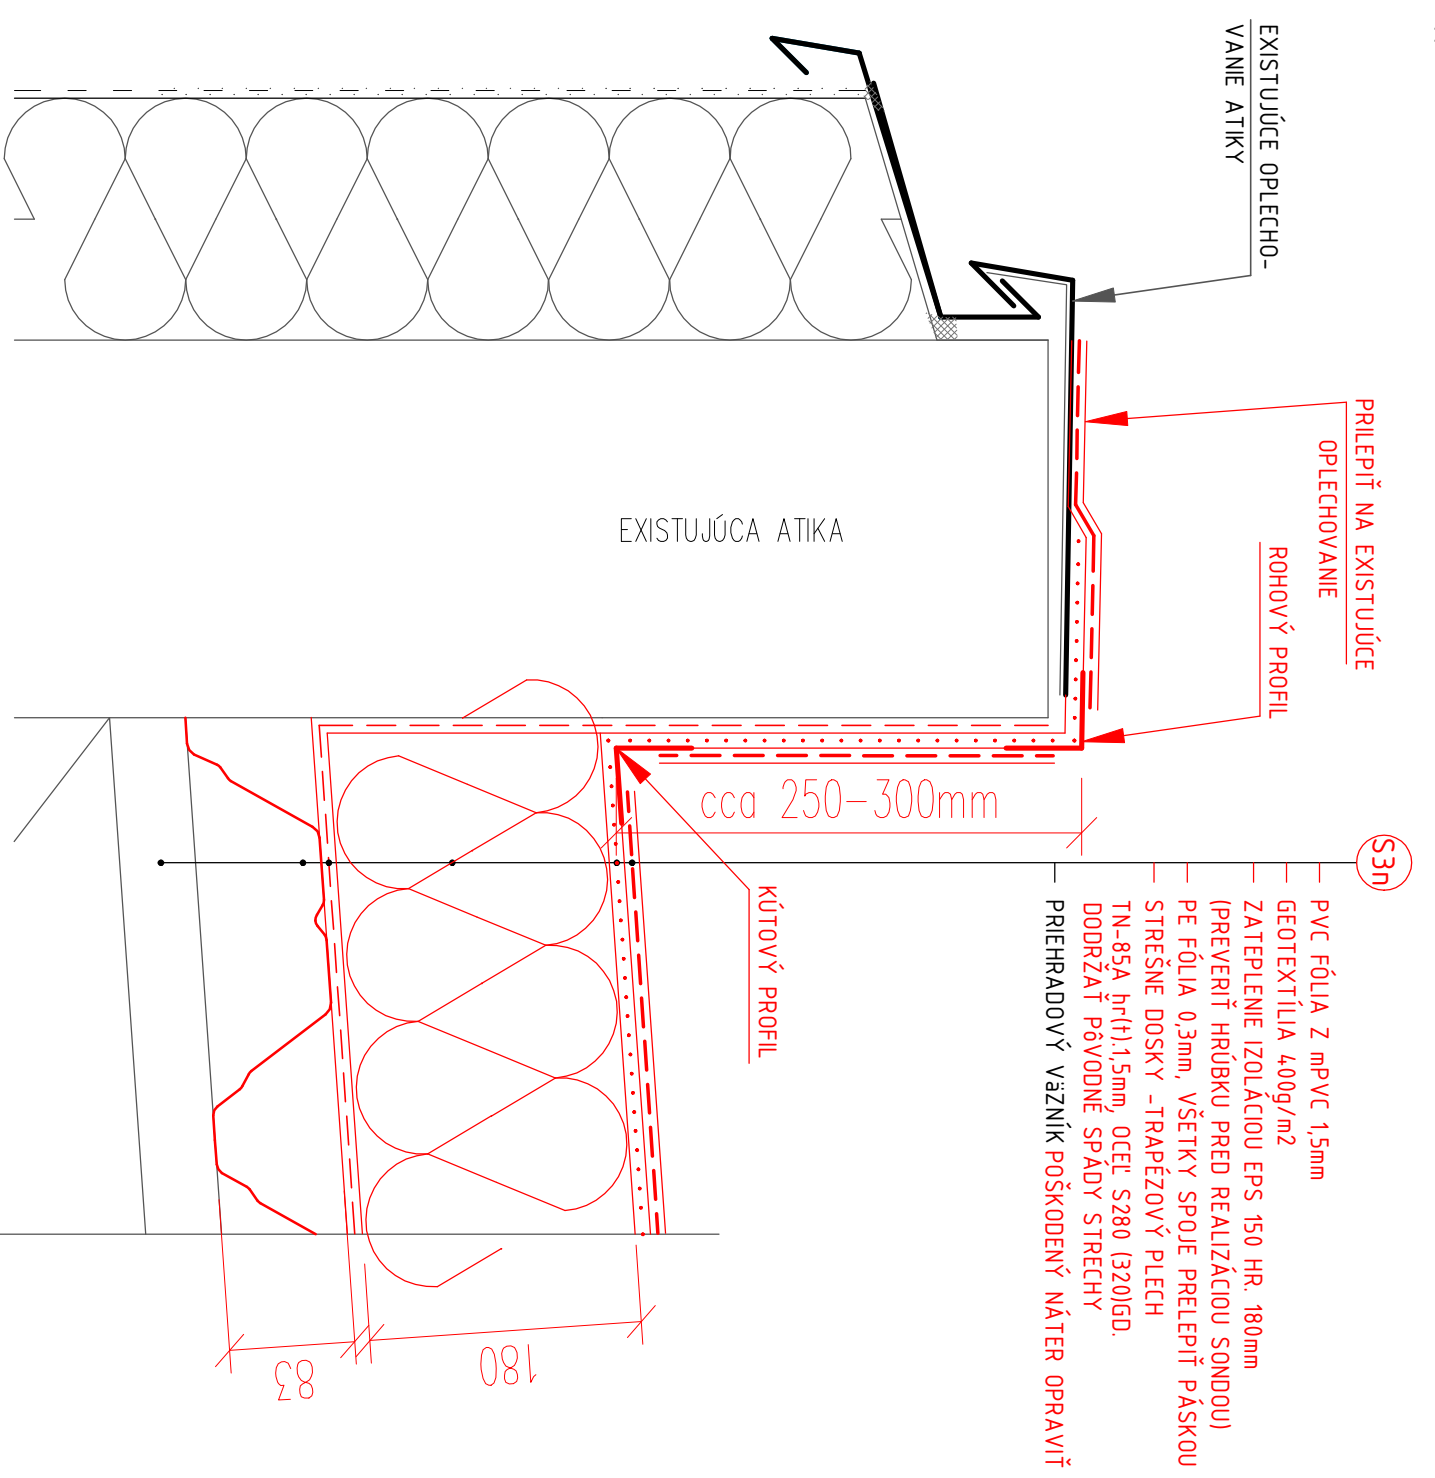 EXISTUJÚCE OPLECHO-
VANIE ATIKY
PRILEPIŤ NA EXISTUJÚCE
OPLECHOVANIE
ROHOVÝ PROFIL
EXISTUJÚCA ATIKA
cca 250-300mm
KÚTOVÝ PROFIL
S3n
PVC FÓLIA Z mPVC 1,5mm
GEOTEXTÍLIA 400g/m2
ZATEPLENIE IZOLÁCIOU EPS 150 HR. 180mm
(PREVERIŤ HRÚBKU PRED REALIZÁCIOU SONDOU)
PE FÓLIA 0,3mm, VŠETKY SPOJE PRELEPIŤ PÁSKOU
STREŠNE DOSKY -TRAPÉZOVÝ PLECH
TN-85A hr(t).1,5mm, OCEĽ S280 (320)GD.
DODRŽAŤ PôVODNÉ SPÁDY STRECHY
PRIEHRADOVÝ VäZNÍK POŠKODENÝ NÁTER OPRAVIŤ
180
83